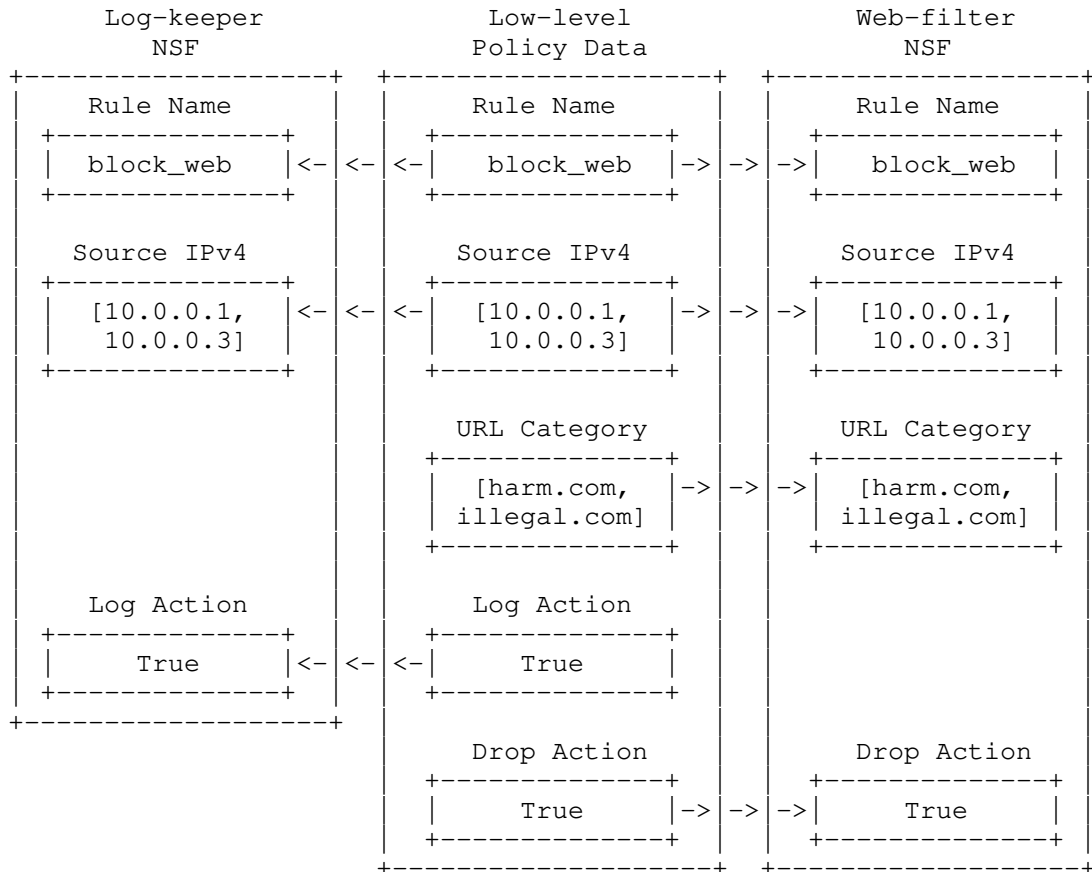 Log-keeper Low-level Web-filter
NSF Policy Data NSF
Rule Name Rule Name Rule Name
block_web <- <- <- block_web -> -> -> block_web
Source IPv4 Source IPv4 Source IPv4
[10.0.0.1, <- <- <- [10.0.0.1, -> -> -> [10.0.0.1,
10.0.0.3] 10.0.0.3] 10.0.0.3]
URL Category URL Category
[harm.com, -> -> -> [harm.com,
illegal.com] illegal.com]
Log Action Log Action
True <- <- <- True
Drop Action Drop Action
True -> -> -> True